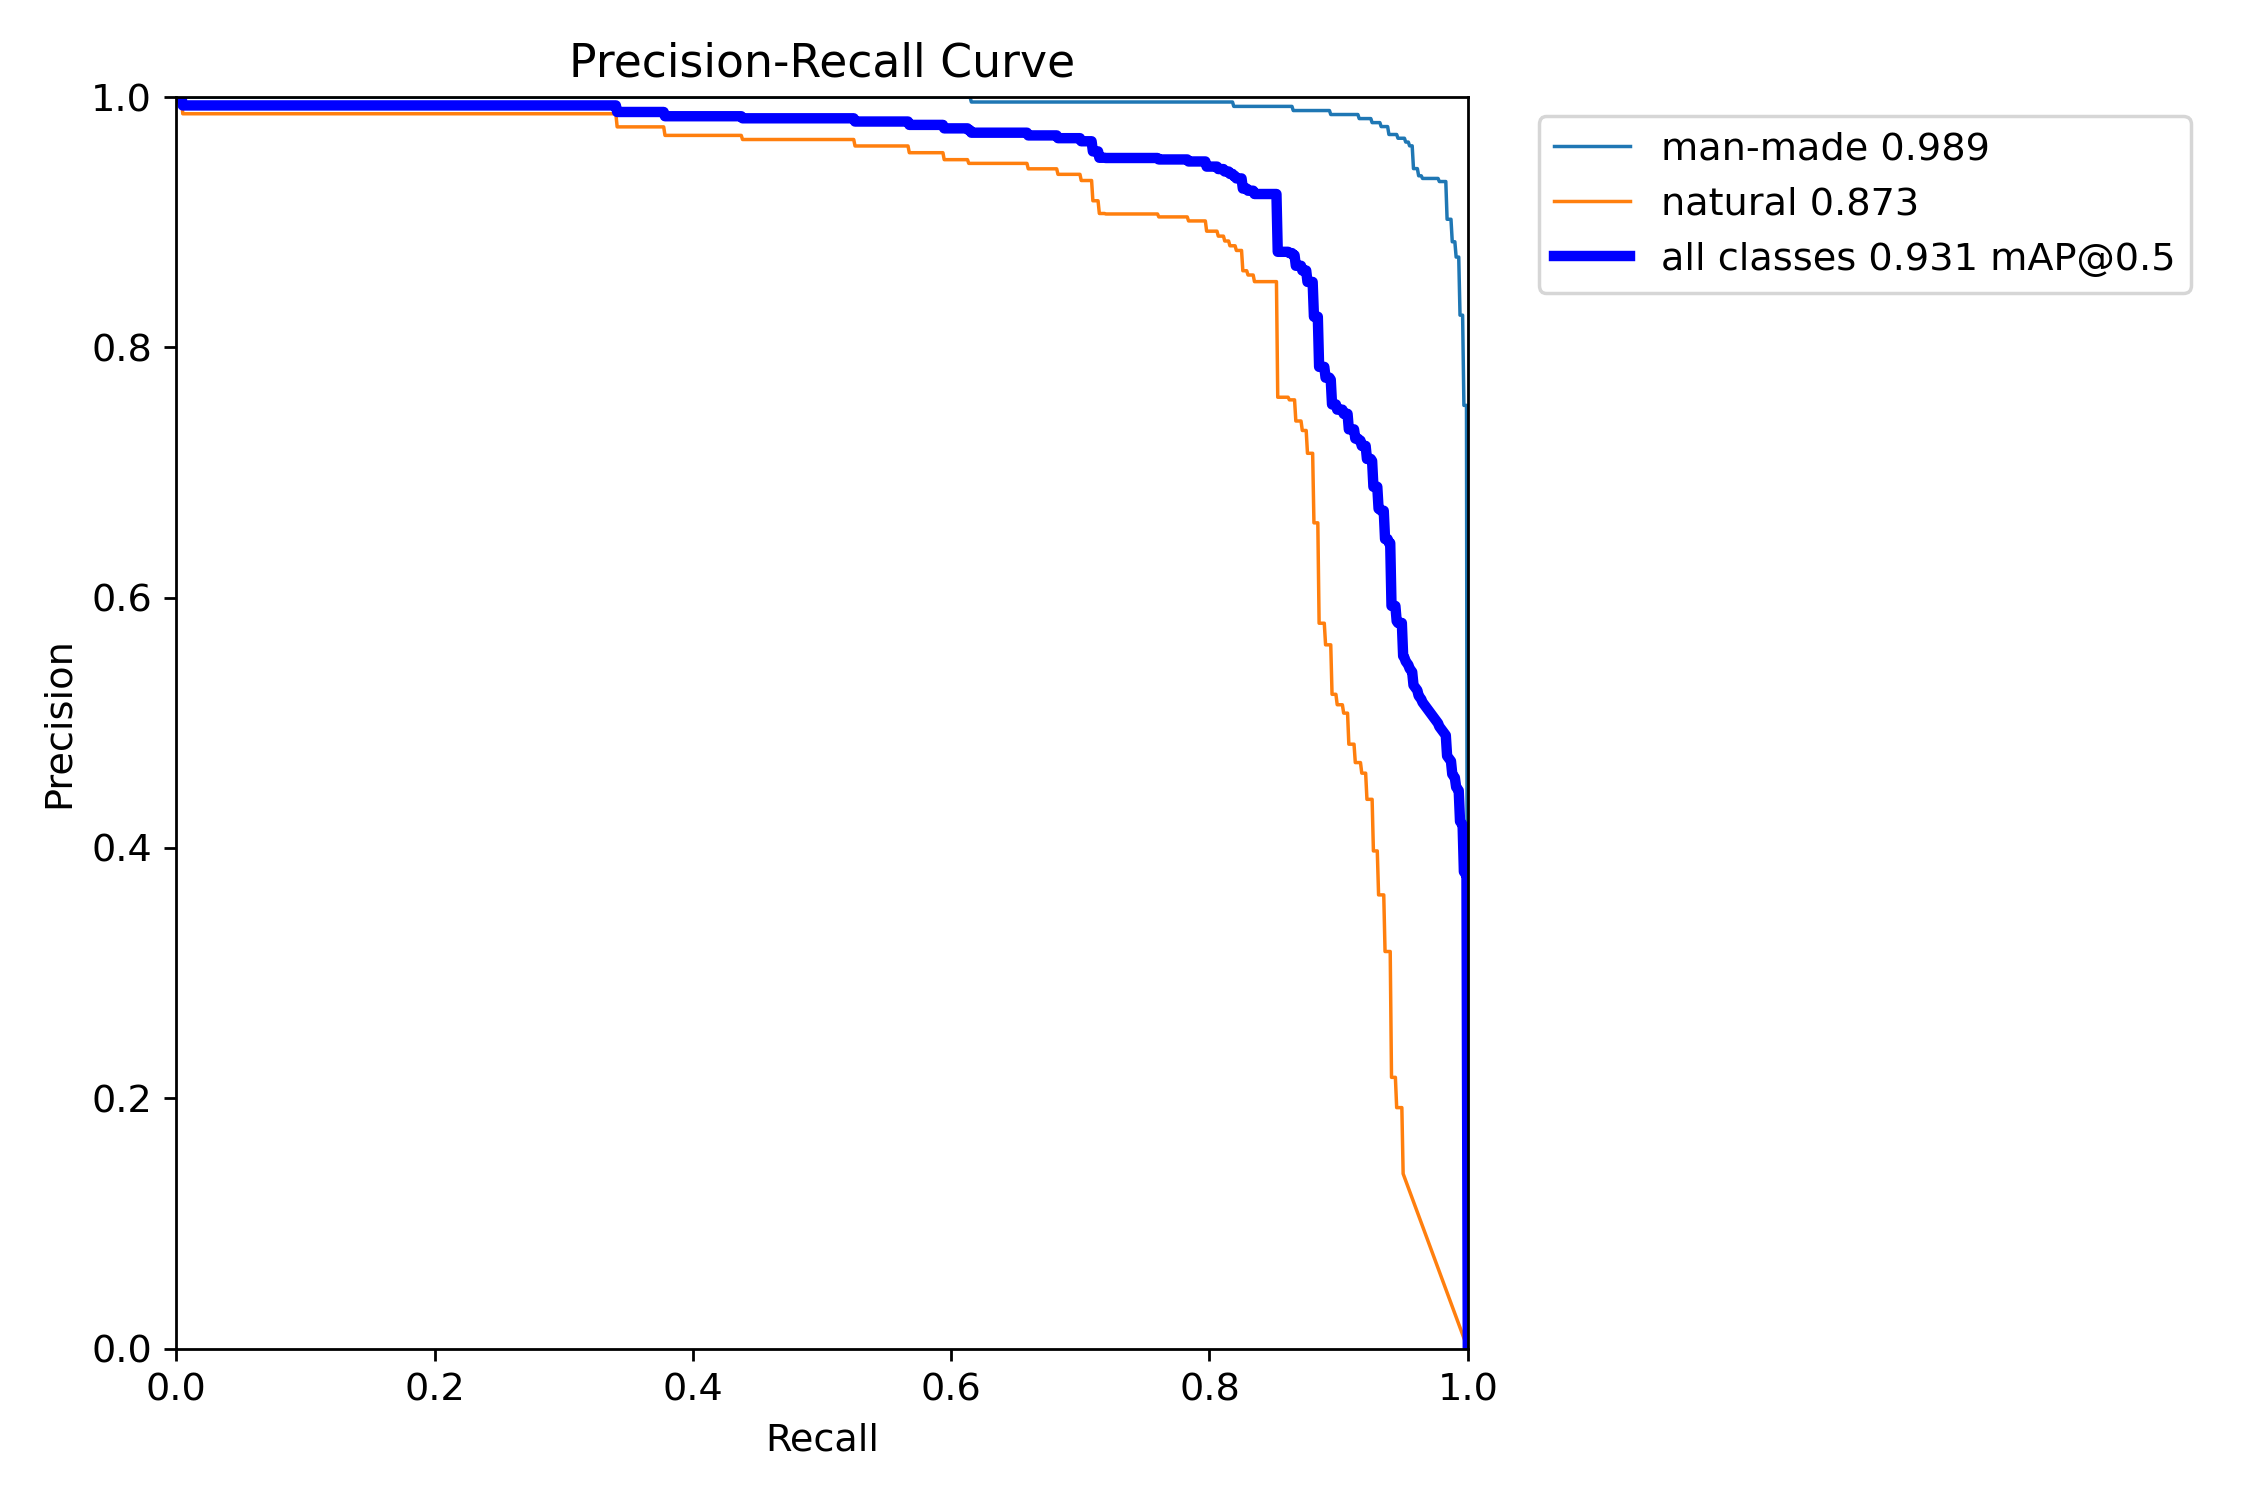 Precision-Recall Curve
1.0
0.8
0.6
0.4
0.2
0.0
Precision
0.0 0.2 0.4 0.6 0.8 1.0
Recall
man-made 0.989
natural 0.873
all classes 0.931 mAP@0.5